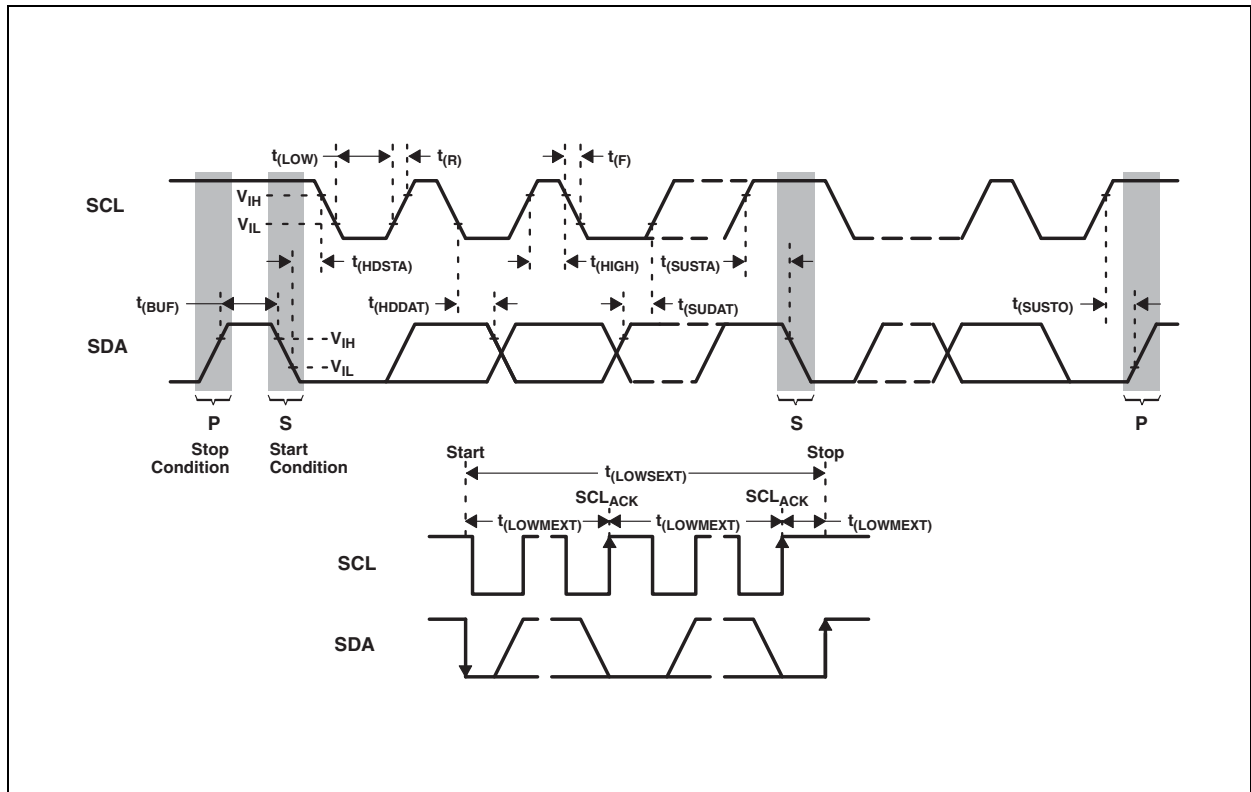 t(LOW)
t(R)
t(F)
SCL
VIH
VIL
t(HDSTA)
t(HIGH)
t(SUSTA)
t(BUF)
t(HDDAT)
t(SUDAT)
t(SUSTO)
SDA
VIH
VIL
P
S
S
P
Stop
Condition
Start
Condition
Start
Stop
t(LOWSEXT)
SCLACK
SCLACK
t(LOWMEXT)
t(LOWMEXT)
t(LOWMEXT)
SCL
SDA